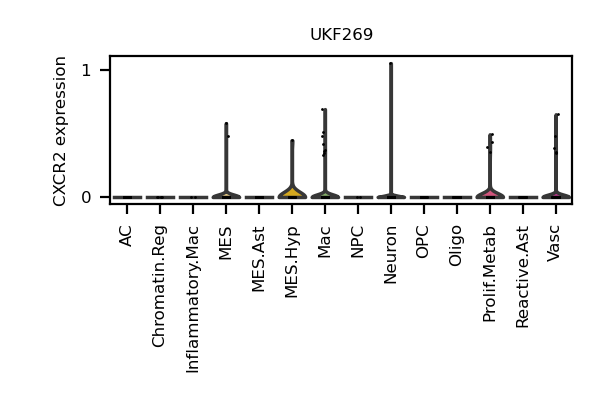 UKF269
CXCR2 expression
1
0
AC
Chromatin.Reg
Inflammatory.Mac
MES
MES.Ast
MES.Hyp
Mac
NPC
Neuron
OPC
Oligo
Prolif.Metab
Reactive.Ast
Vasc